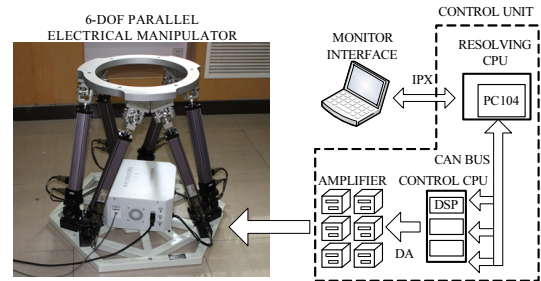 6-DOF PARALLEL
ELECTRICAL MANIPULATOR
CONTROL UNIT
MONITOR
INTERFACE
RESOLVING
CPU
IPX
PC104
CAN BUS
AMPLIFIER
CONTROL CPU
DSP
DA